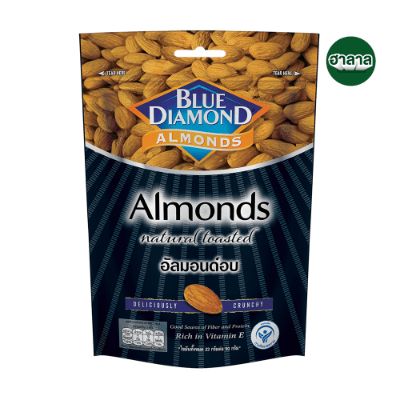 ฮาลาล
TEAR HERE
TEAR HERE
BLUE
DIAMOND
ALMONDS
Almonds
natural toasted
อัลมอนด์อบ
DELICIOUSLY CRUNCHY
Good Source of Fiber and Protein,
Rich in Vitamin E